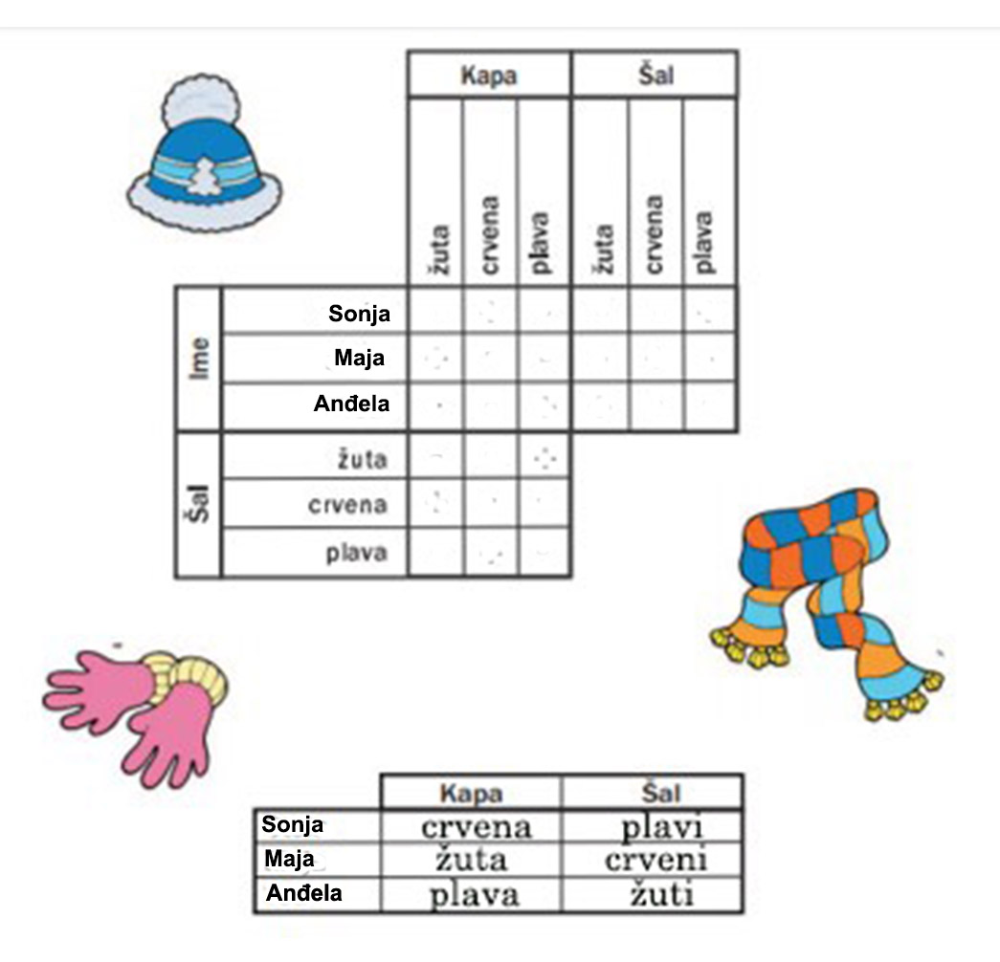 Kapa Šal
žuta crvena plava žuta crvena plava
Ime
Sonja
Maja
Anđela
Šal
žuta
crvena
plava
Kapa Šal
Sonja crvena plavi
Maja žuta crveni
Anđela plava žuti